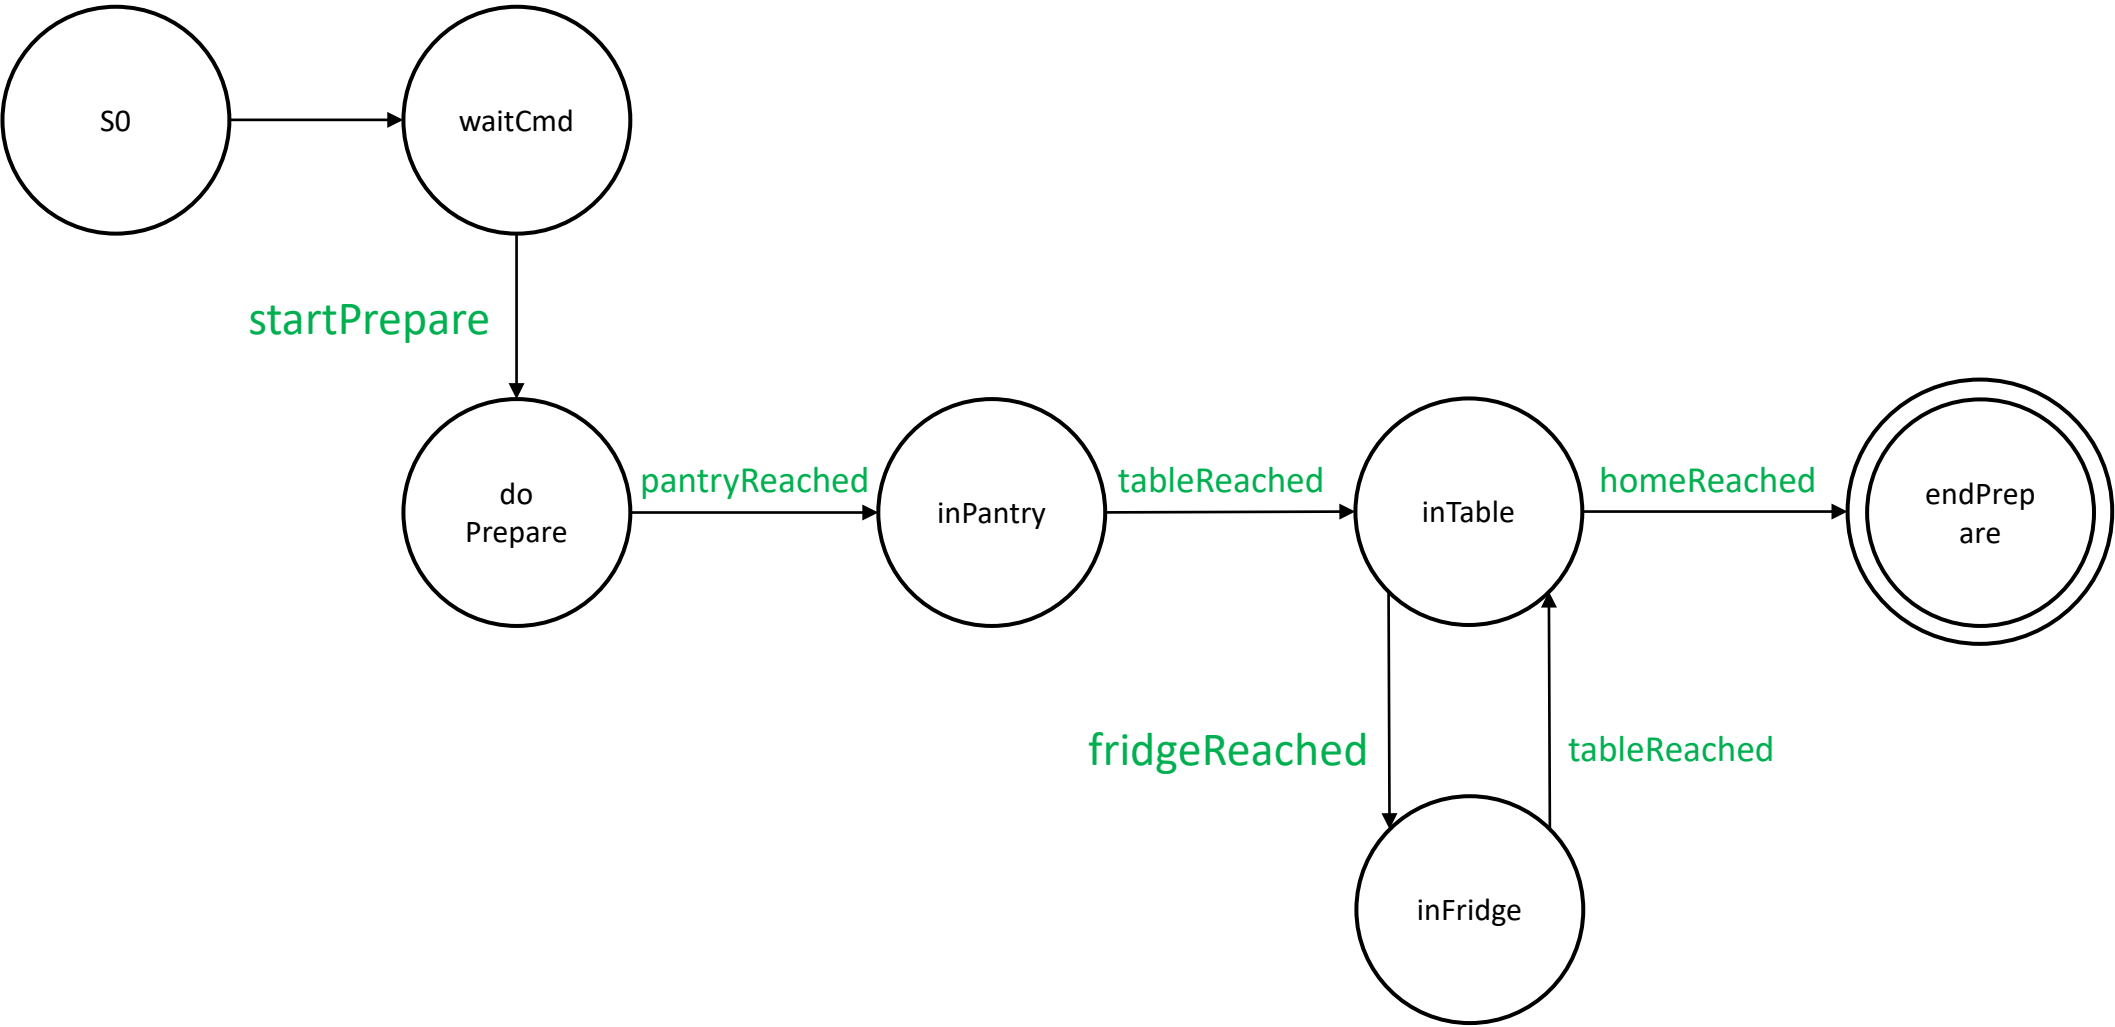 S0
waitCmd
startPrepare
do
Prepare
pantryReached
inPantry
tableReached
inTable
homeReached
endPrep
are
fridgeReached
tableReached
inFridge